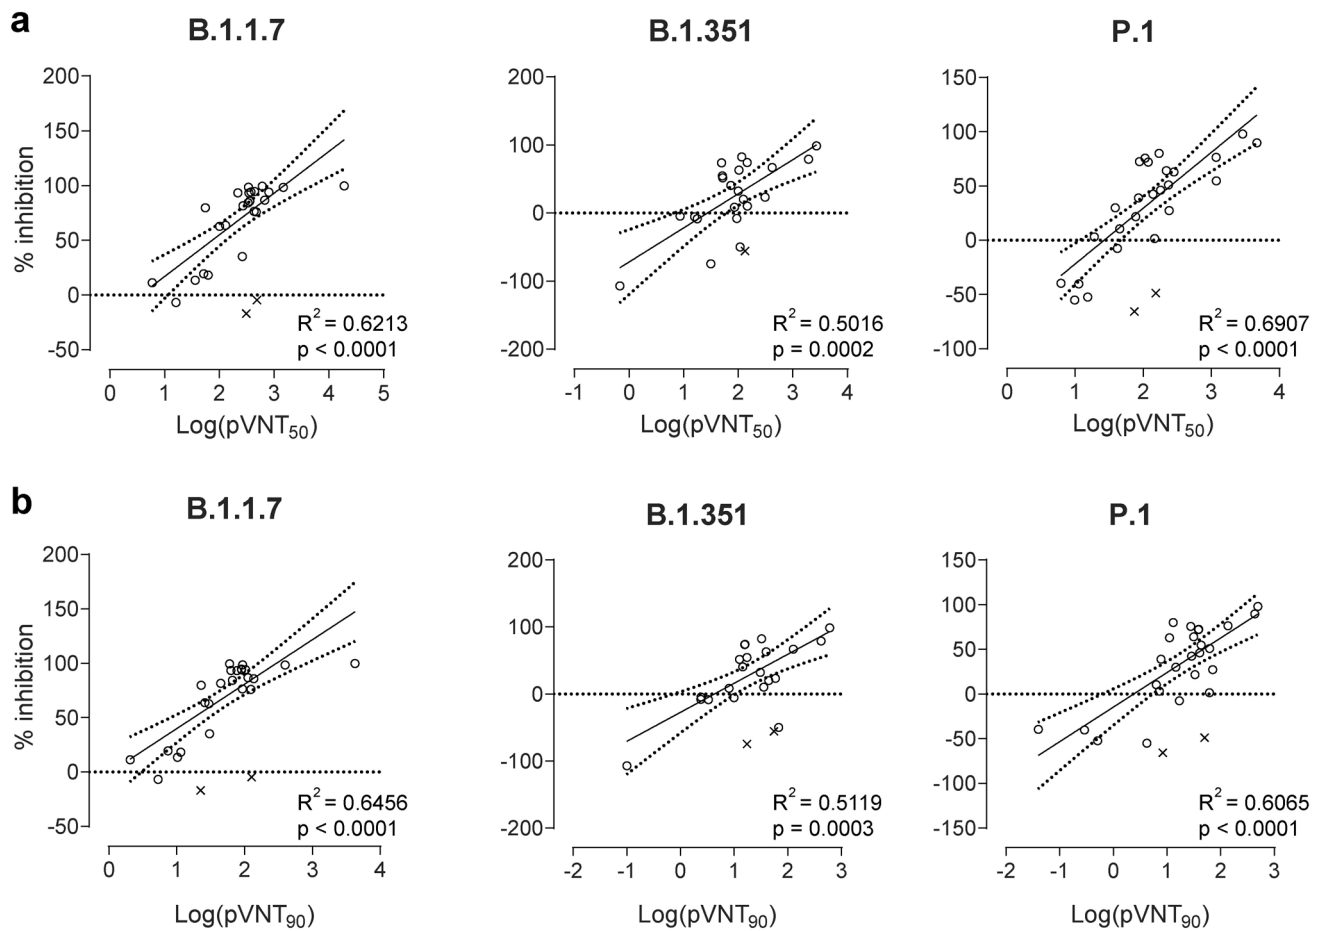 a
B.1.1.7
B.1.351
P.1
% inhibition
200
150
100
50
0
-50
R2 = 0.6213
p < 0.0001
0 1 2 3 4 5
Log(pVNT50)
200
100
0
-100
-200
R2 = 0.5016
p = 0.0002
-1 0 1 2 3 4
Log(pVNT50)
150
100
50
0
-50
-100
R2 = 0.6907
p < 0.0001
0 1 2 3 4
Log(pVNT50)
b
B.1.1.7
B.1.351
P.1
% inhibition
200
150
100
50
0
-50
R2 = 0.6456
p < 0.0001
0 1 2 3 4
Log(pVNT90)
200
100
0
-100
-200
R2 = 0.5119
p = 0.0003
-2 -1 0 1 2 3
Log(pVNT90)
150
100
50
0
-50
-100
-150
R2 = 0.6065
p < 0.0001
-2 -1 0 1 2 3
Log(pVNT90)